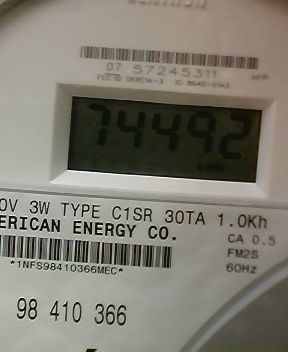 CENTRON
07 57245311
74492
0V 3W TYPE C1SR 30TA 1.0Kh
ERICAN ENERGY CO.
CA 0.5
*1NFS98410366MEC*
FM2S
60Hz
98 410 366